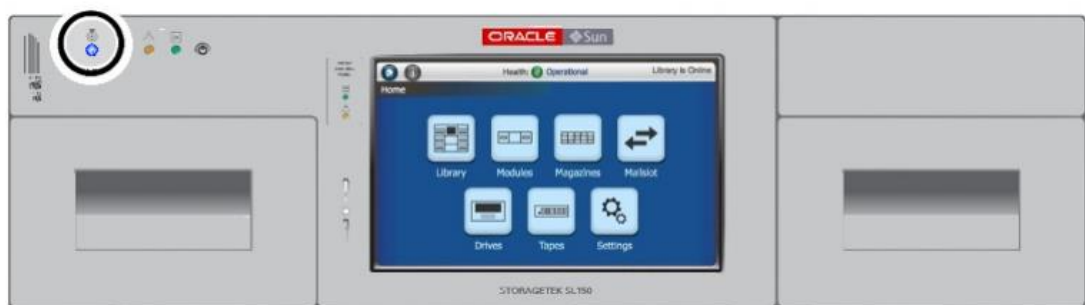 ORACLE Sun
Health: Operational
Library is Online
Home
Library
Modules
Magazines
Mailslot
Drives
Tapes
Settings
STORAGETEK SL150